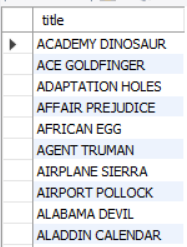 title
ACADEMY DINOSAUR
ACE GOLDFINGER
ADAPTATION HOLES
AFFAIR PREJUDICE
AFRICAN EGG
AGENT TRUMAN
AIRPLANE SIERRA
AIRPORT POLLOCK
ALABAMA DEVIL
ALADDIN CALENDAR